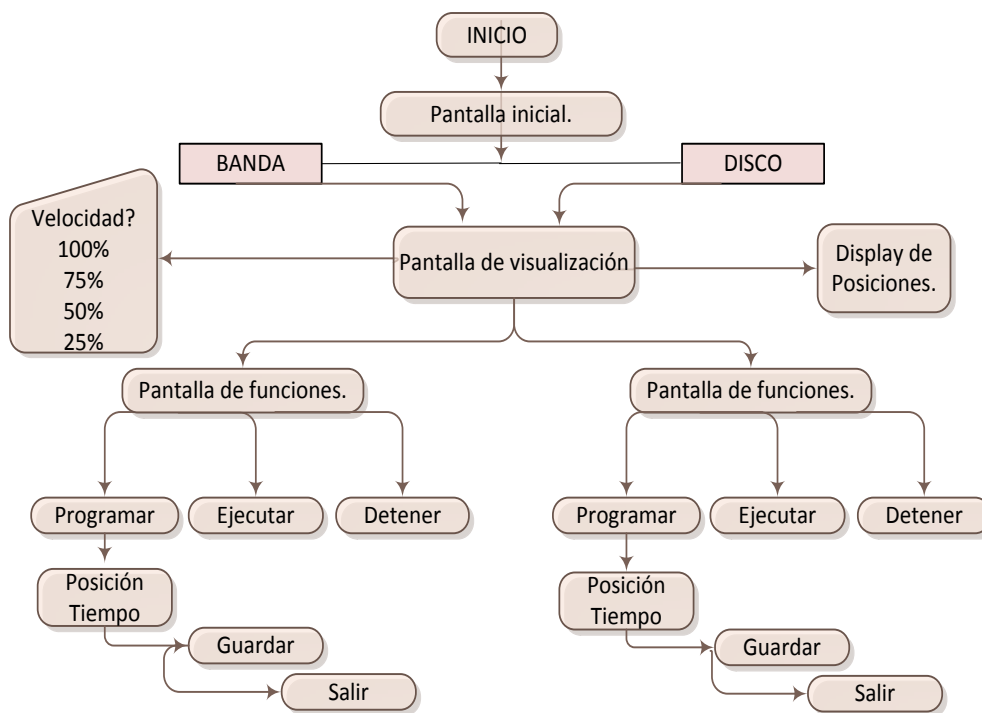 INICIO
Pantalla inicial.
BANDA
DISCO
Velocidad?
100%
75%
50%
25%
Pantalla de visualización
Display de
Posiciones.
Pantalla de funciones.
Pantalla de funciones.
Programar
Ejecutar
Detener
Programar
Ejecutar
Detener
Posición
Tiempo
Posición
Tiempo
Guardar
Guardar
Salir
Salir